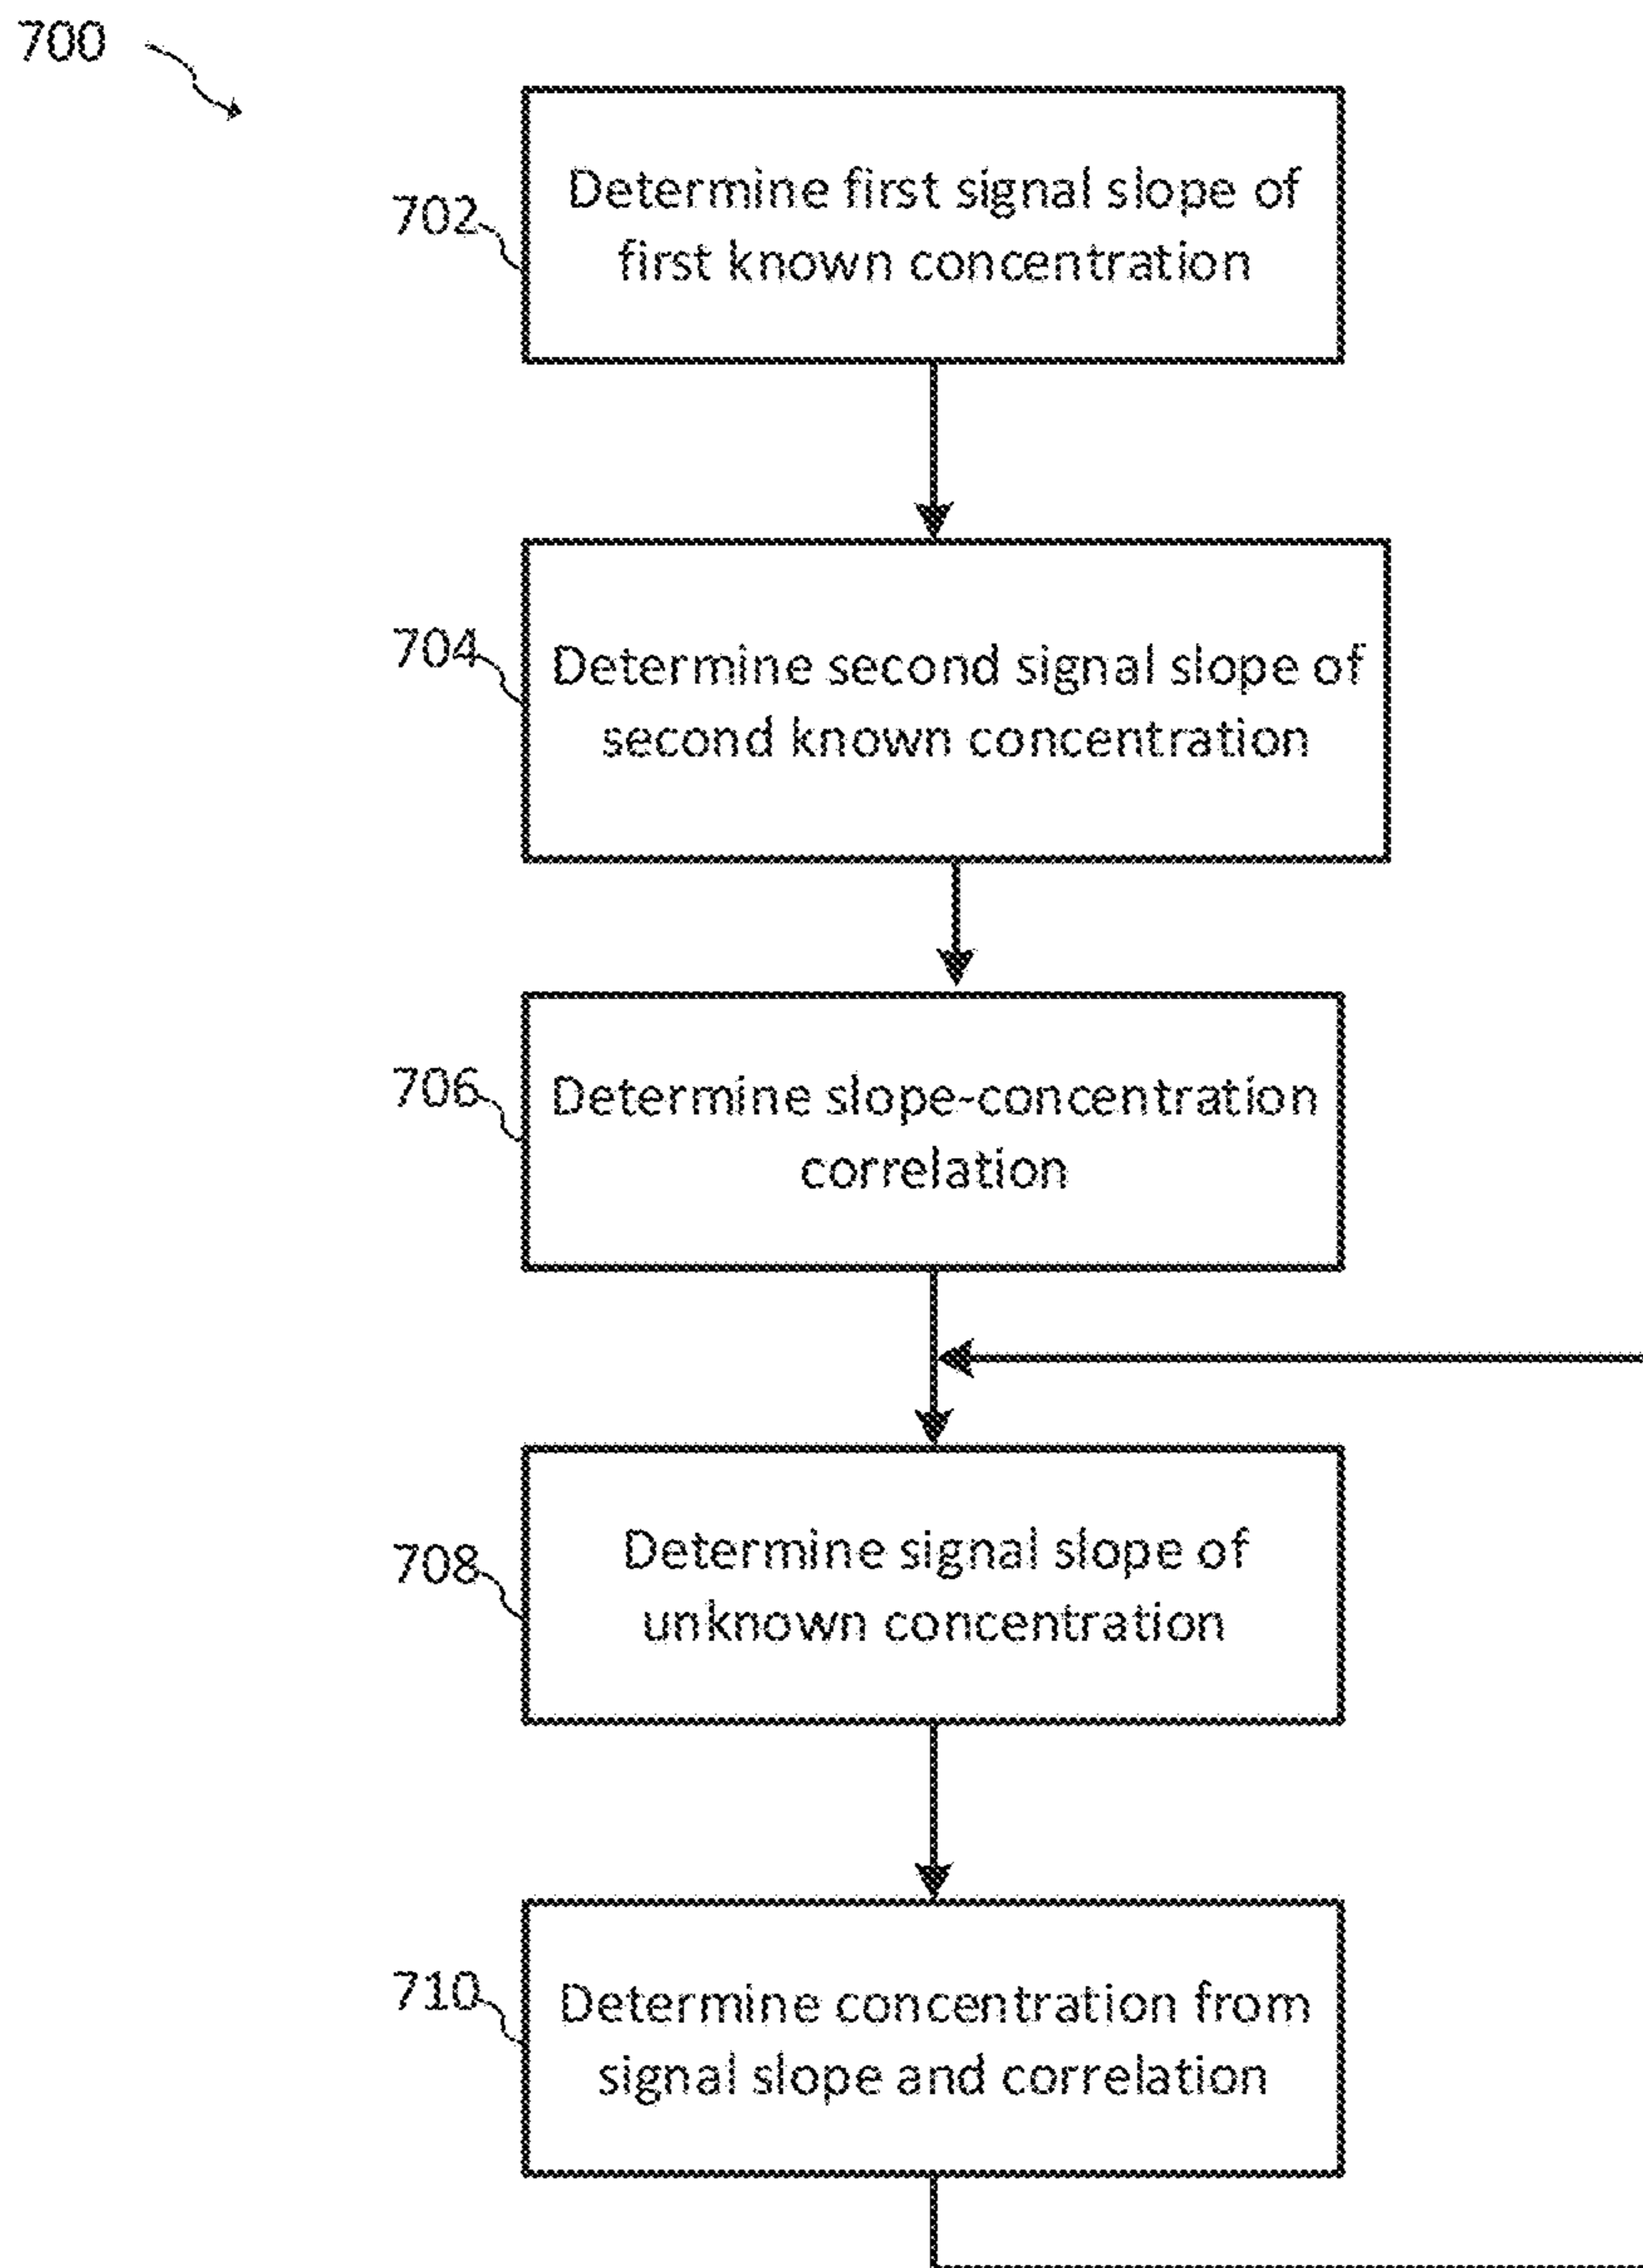 700
702
Determine first signal slope of
first known concentration
704
Determine second signal slope of
second known concentration
706
Determine slope-concentration
correlation
708
Determine signal slope of
unknown concentration
710
Determine concentration from
signal slope and correlation